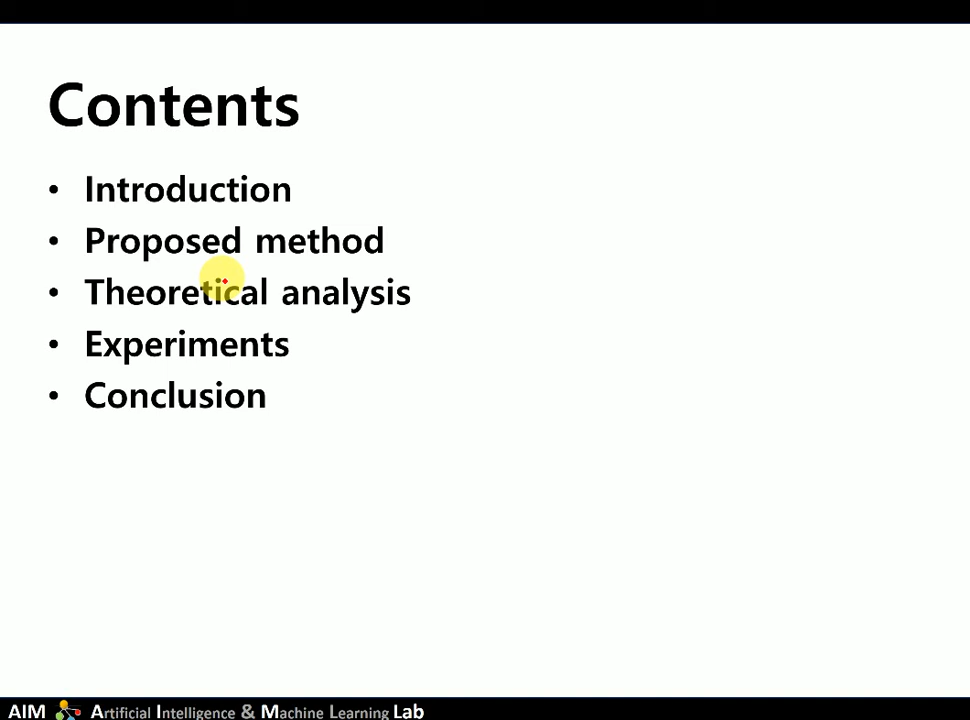 Contents
• Introduction
• Proposed method
• Theoretical analysis
• Experiments
• Conclusion
AIM Artificial Intelligence & Machine Learning Lab